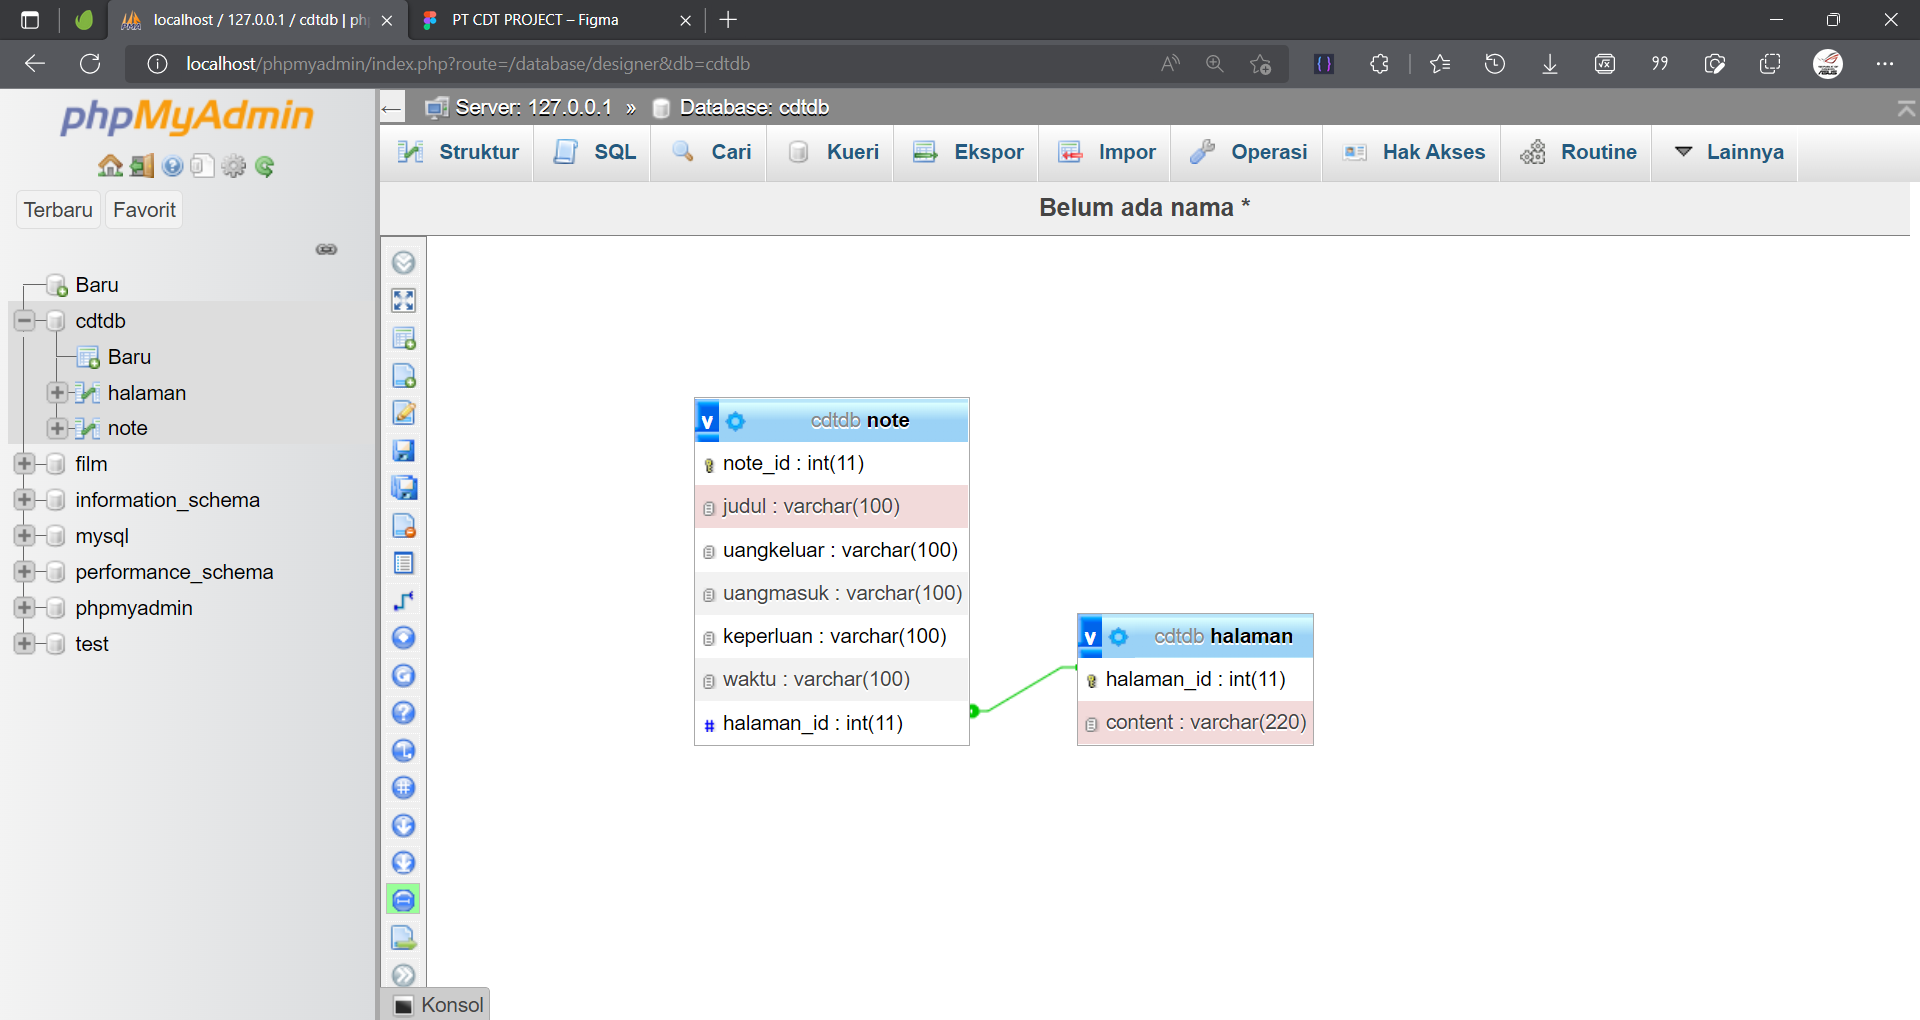 localhost / 127.0.0.1 / cdtdb | ph
PT CDT PROJECT – Figma
localhost/phpmyadmin/index.php?route=/database/designer&db=cdtdb
phpMyAdmin
Terbaru
Favorit
Baru
cdtdb
Baru
halaman
note
film
information_schema
mysql
performance_schema
phpmyadmin
test
Server: 127.0.0.1 » Database: cdtdb
Struktur
SQL
Cari
Kueri
Ekspor
Impor
Operasi
Hak Akses
Routine
Lainnya
Belum ada nama *
v cdtdb note
note_id : int(11)
judul : varchar(100)
uangkeluar : varchar(100)
uangmasuk : varchar(100)
keperluan : varchar(100)
waktu : varchar(100)
# halaman_id : int(11)
v cdtdb halaman
halaman_id : int(11)
content : varchar(220)
Konsol